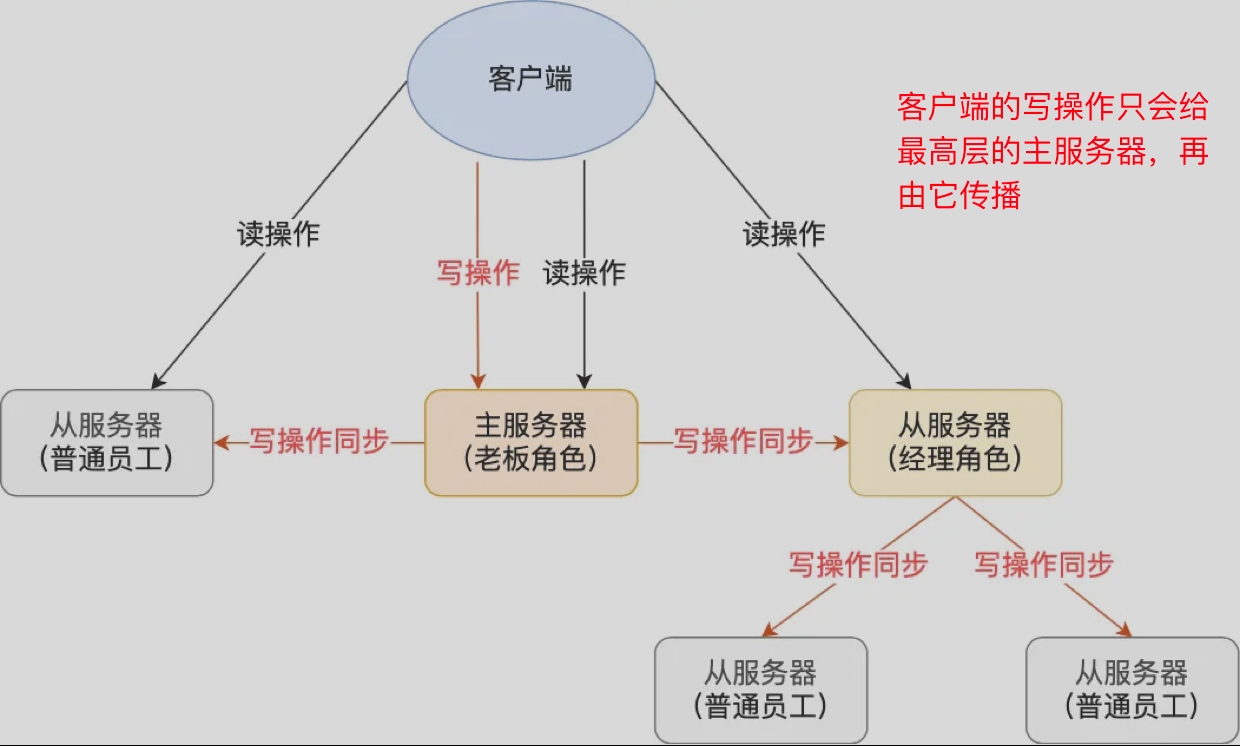 客户端
客户端的写操作只会给
最高层的主服务器，再
由它传播
读操作
读操作
写操作
读操作
从服务器
（普通员工）
写操作同步
主服务器
（老板角色）
写操作同步
从服务器
（经理角色）
写操作同步
写操作同步
从服务器
（普通员工）
从服务器
（普通员工）